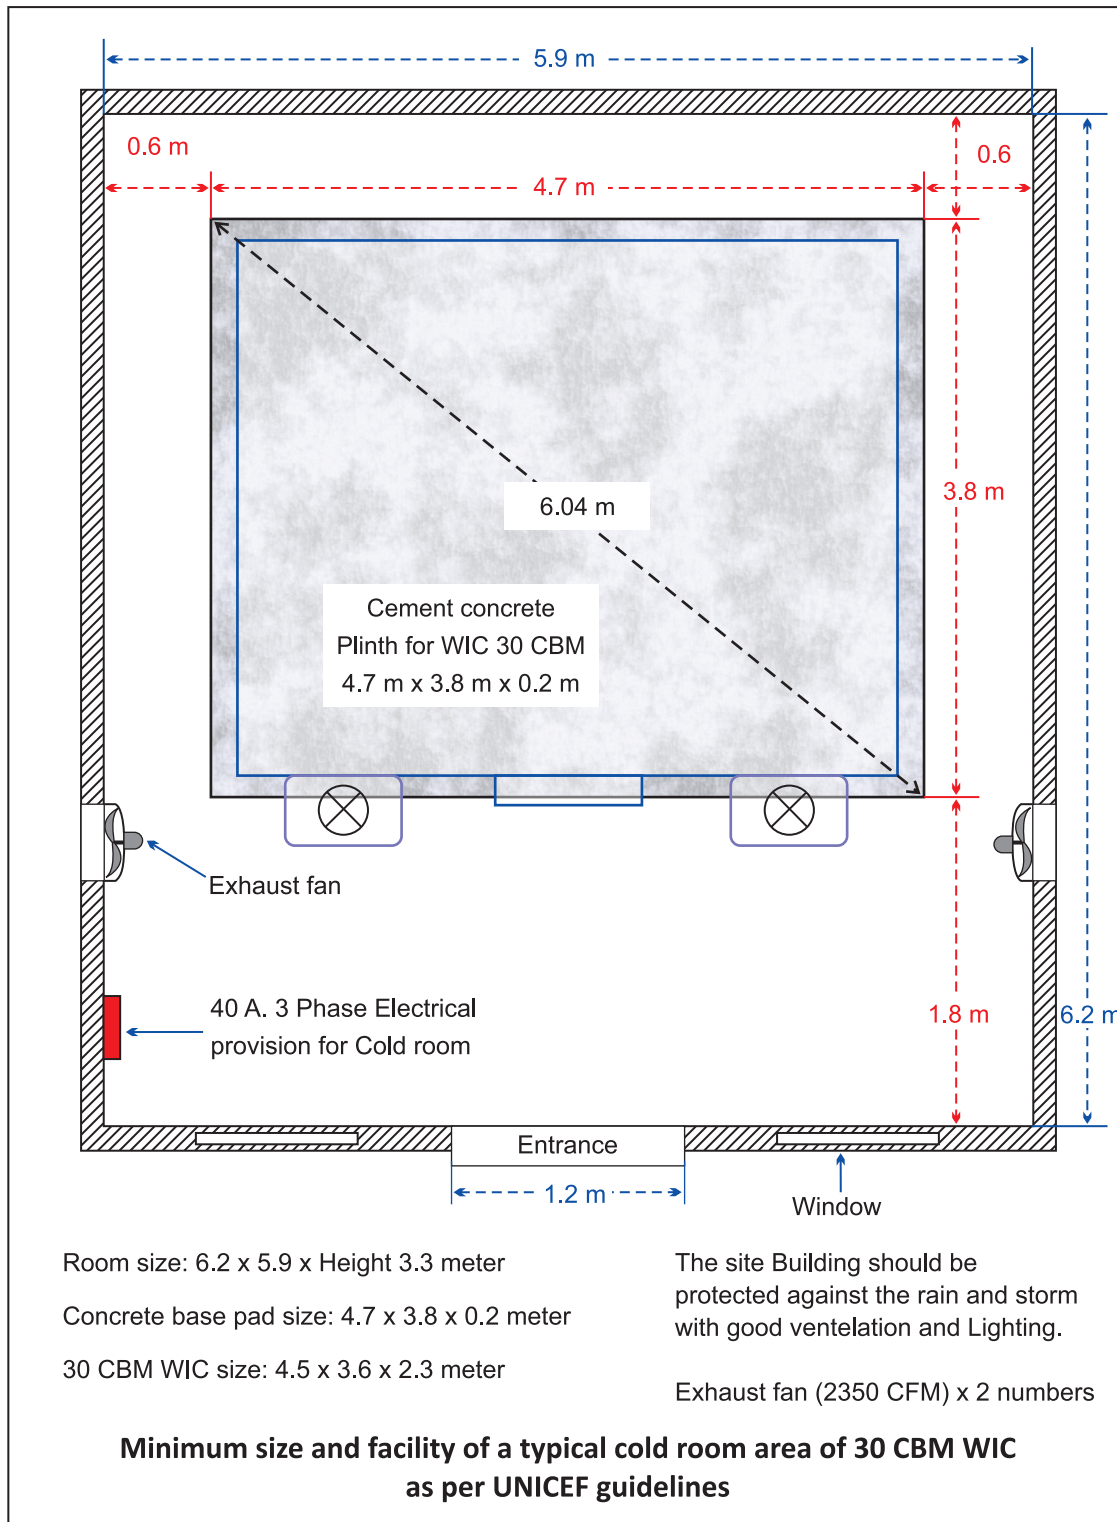 5.9 m
0.6 m
0.6
4.7 m
3.8 m
6.04 m
Cement concrete
Plinth for WIC 30 CBM
4.7 m x 3.8 m x 0.2 m
Exhaust fan
40 A. 3 Phase Electrical
provision for Cold room
1.8 m
6.2 m
Entrance
1.2 m
Window
Room size: 6.2 x 5.9 x Height 3.3 meter
Concrete base pad size: 4.7 x 3.8 x 0.2 meter
30 CBM WIC size: 4.5 x 3.6 x 2.3 meter
The site Building should be
protected against the rain and storm
with good ventelation and Lighting.
Exhaust fan (2350 CFM) x 2 numbers
Minimum size and facility of a typical cold room area of 30 CBM WIC
as per UNICEF guidelines